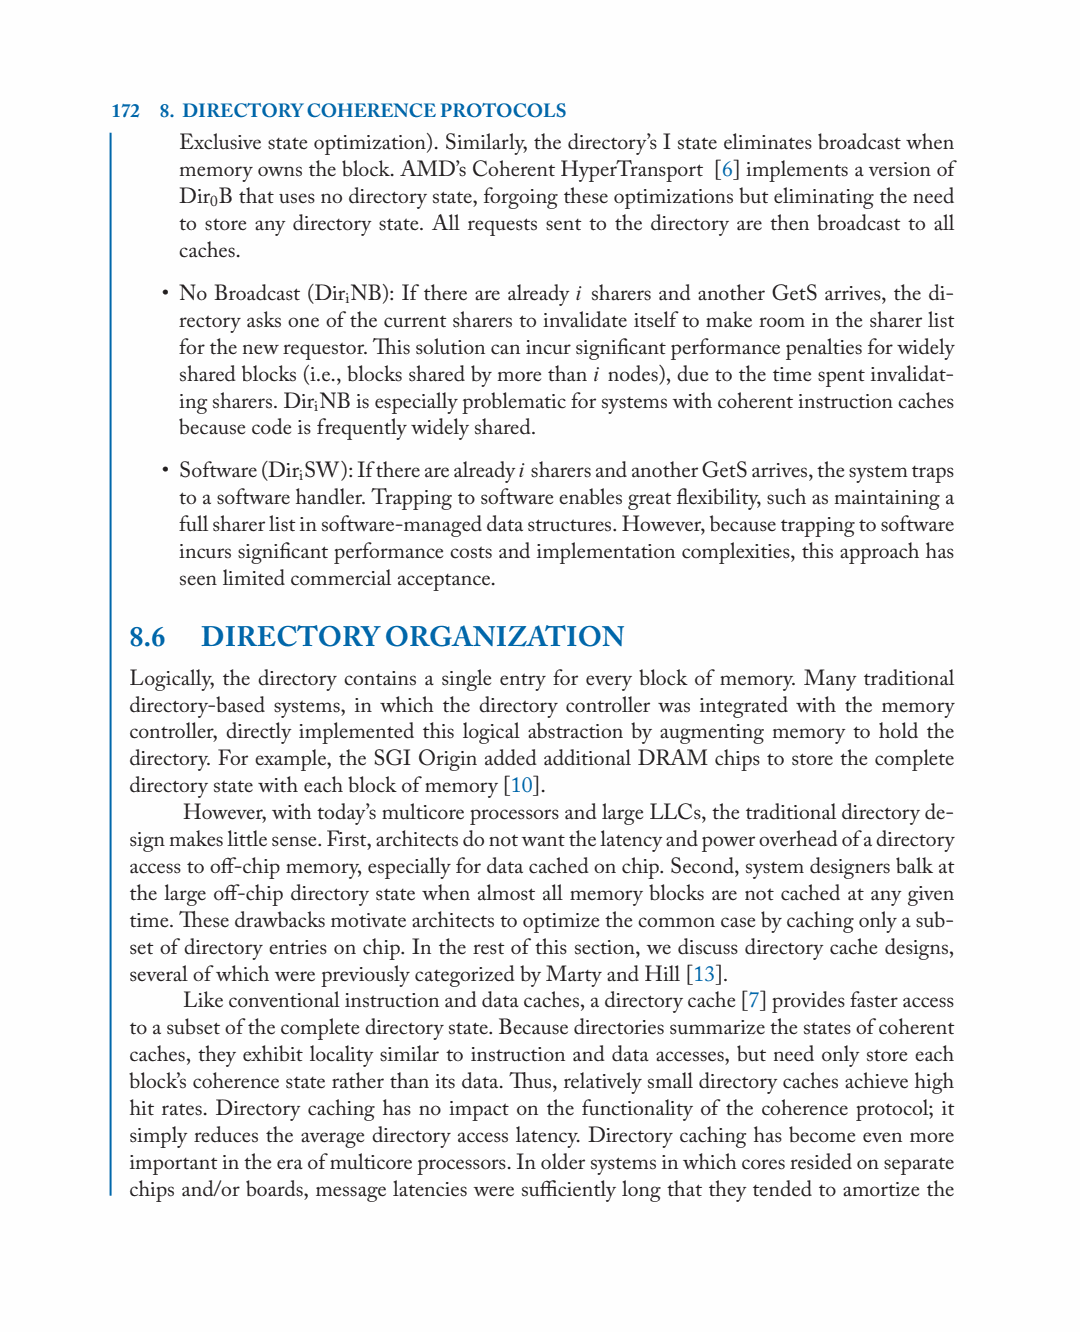 172 8. DIRECTORY COHERENCE PROTOCOLS
Exclusive state optimization). Similarly, the directory’s I state eliminates broadcast when
memory owns the block. AMD’s Coherent HyperTransport [6] implements a version of
Dir₀B that uses no directory state, forgoing these optimizations but eliminating the need
to store any directory state. All requests sent to the directory are then broadcast to all
caches.
• No Broadcast (DirᵢNB): If there are already i sharers and another GetS arrives, the di-
rectory asks one of the current sharers to invalidate itself to make room in the sharer list
for the new requestor. This solution can incur significant performance penalties for widely
shared blocks (i.e., blocks shared by more than i nodes), due to the time spent invalidat-
ing sharers. DirᵢNB is especially problematic for systems with coherent instruction caches
because code is frequently widely shared.
• Software (DirᵢSW): If there are already i sharers and another GetS arrives, the system traps
to a software handler. Trapping to software enables great flexibility, such as maintaining a
full sharer list in software-managed data structures. However, because trapping to software
incurs significant performance costs and implementation complexities, this approach has
seen limited commercial acceptance.
8.6 DIRECTORY ORGANIZATION
Logically, the directory contains a single entry for every block of memory. Many traditional
directory-based systems, in which the directory controller was integrated with the memory
controller, directly implemented this logical abstraction by augmenting memory to hold the
directory. For example, the SGI Origin added additional DRAM chips to store the complete
directory state with each block of memory [10].
However, with today’s multicore processors and large LLCs, the traditional directory de-
sign makes little sense. First, architects do not want the latency and power overhead of a directory
access to off-chip memory, especially for data cached on chip. Second, system designers balk at
the large off-chip directory state when almost all memory blocks are not cached at any given
time. These drawbacks motivate architects to optimize the common case by caching only a sub-
set of directory entries on chip. In the rest of this section, we discuss directory cache designs,
several of which were previously categorized by Marty and Hill [13].
Like conventional instruction and data caches, a directory cache [7] provides faster access
to a subset of the complete directory state. Because directories summarize the states of coherent
caches, they exhibit locality similar to instruction and data accesses, but need only store each
block’s coherence state rather than its data. Thus, relatively small directory caches achieve high
hit rates. Directory caching has no impact on the functionality of the coherence protocol; it
simply reduces the average directory access latency. Directory caching has become even more
important in the era of multicore processors. In older systems in which cores resided on separate
chips and/or boards, message latencies were sufficiently long that they tended to amortize the